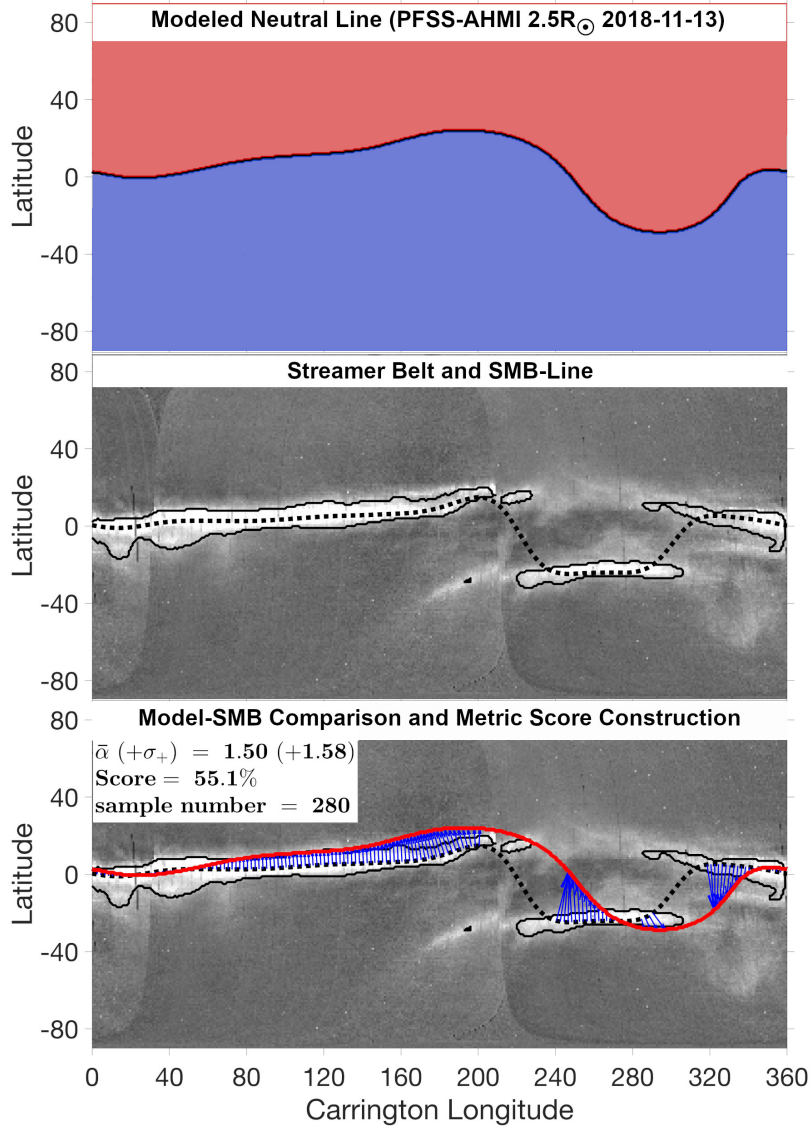 Modeled Neutral Line (PFSS-AHMI 2.5R☉ 2018-11-13)
80
40
0
-40
-80
Latitude
Streamer Belt and SMB-Line
80
40
0
-40
-80
Latitude
Model-SMB Comparison and Metric Score Construction
ᾱ (+σ₊) = 1.50 (+1.58)
Score = 55.1%
sample number = 280
80
40
0
-40
-80
Latitude
0 40 80 120 160 200 240 280 320 360
Carrington Longitude